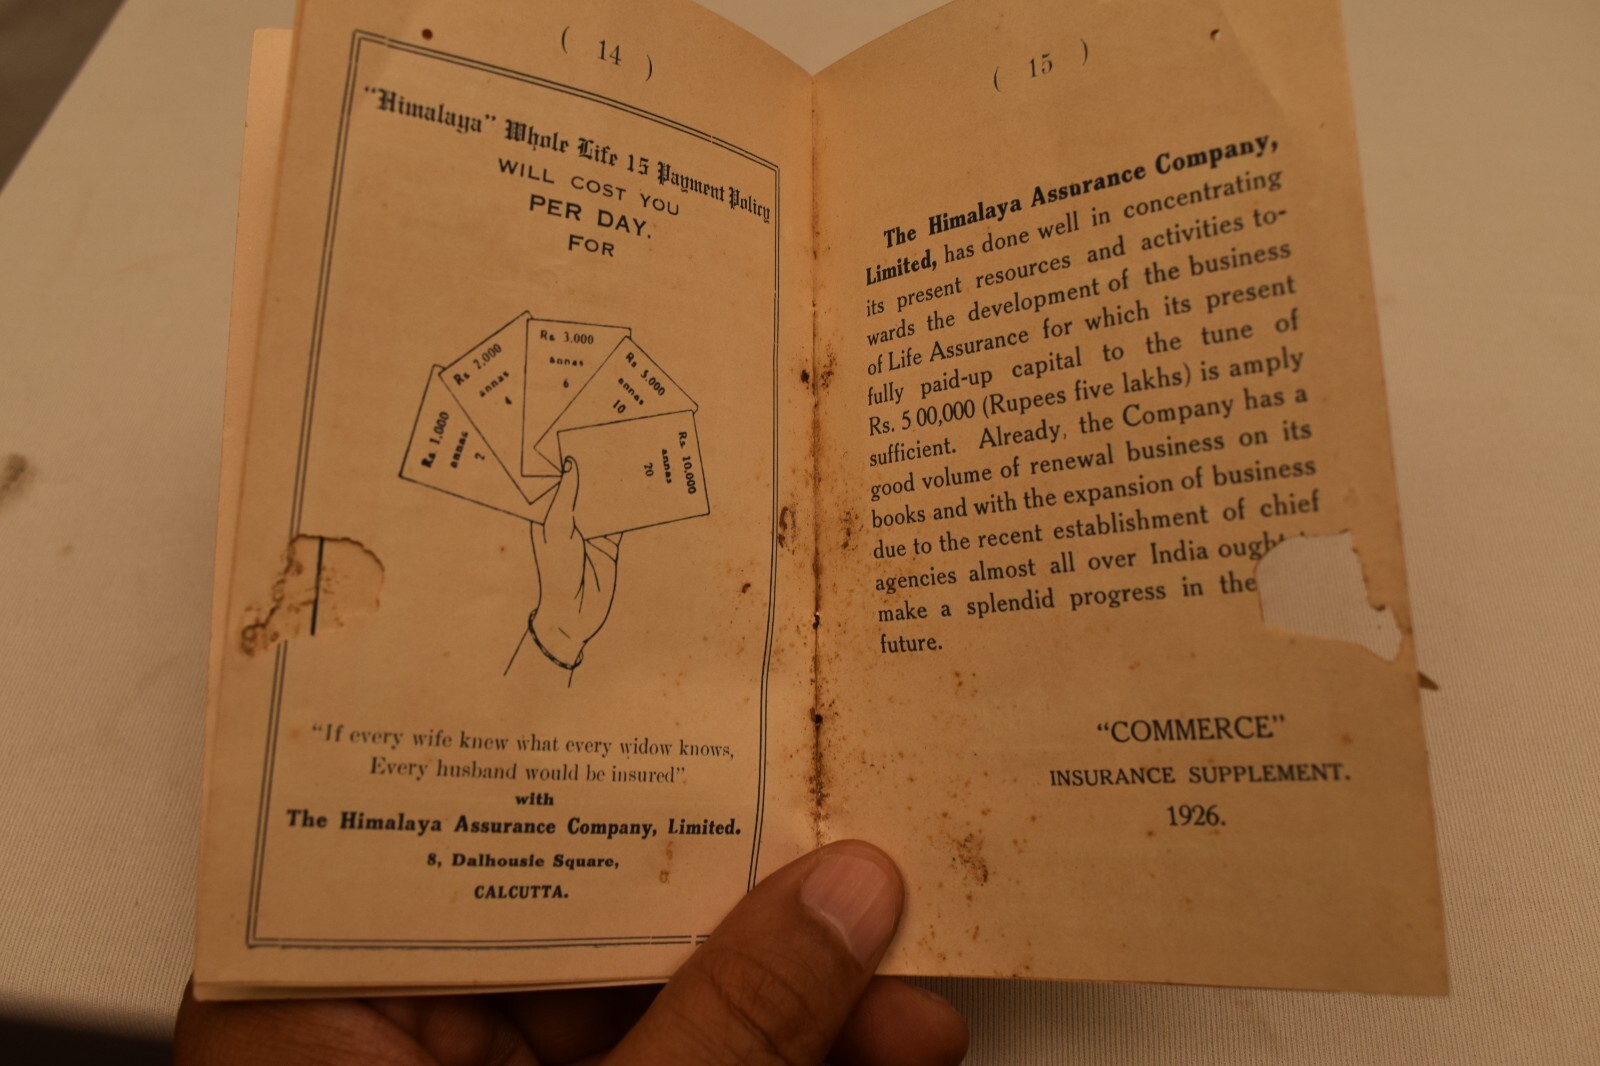 ( 14 )
"Himalaya" Whole Life 15 Payment Policy
WILL COST YOU
PER DAY.
FOR
Rs. 1,000
annas
2
Rs. 2,000
annas
4
Rs. 3.000
annas
6
Rs. 5.000
annas
10
Rs. 10,000
annas
20
"If every wife knew what every widow knows,
Every husband would be insured"
with
The Himalaya Assurance Company, Limited.
8, Dalhousie Square,
CALCUTTA.
( 15 )
The Himalaya Assurance Company,
Limited, has done well in concentrating
its present resources and activities to-
wards the development of the business
of Life Assurance for which its present
fully paid-up capital to the tune of
Rs. 5 00,000 (Rupees five lakhs) is amply
sufficient. Already, the Company has a
good volume of renewal business on its
books and with the expansion of business
due to the recent establishment of chief
agencies almost all over India ought
make a splendid progress in the
future.
"COMMERCE"
INSURANCE SUPPLEMENT.
1926.